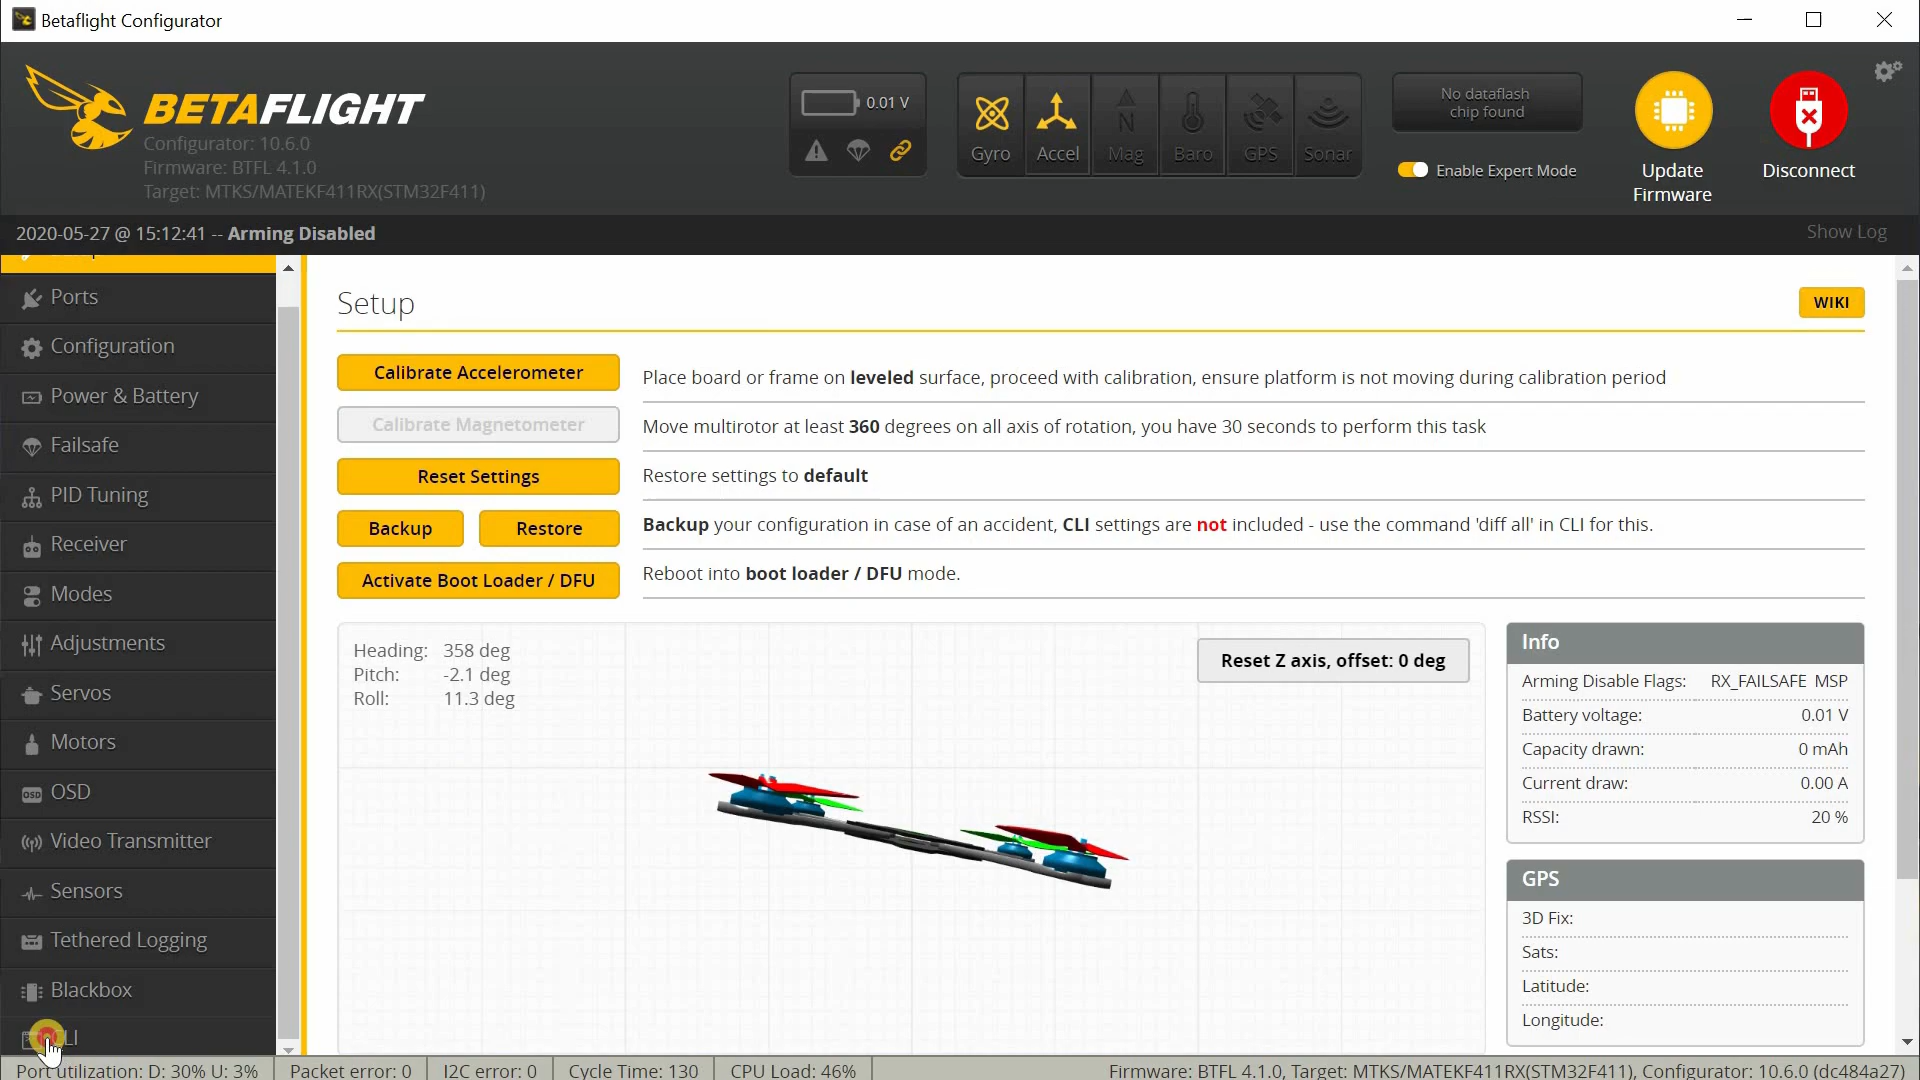 Betaflight Configurator
BETAFLIGHT
Configurator: 10.6.0
Firmware: BTFL 4.1.0
Target: MTKS/MATEKF411RX(STM32F411)
0.01 V
Gyro
Accel
Mag
Baro
GPS
Sonar
No dataflash
chip found
Enable Expert Mode
Update
Firmware
Disconnect
2020-05-27 @ 15:12:41 -- Arming Disabled
Show Log
Ports
Configuration
Power & Battery
Failsafe
PID Tuning
Receiver
Modes
Adjustments
Servos
Motors
OSD
OSD
Video Transmitter
Sensors
Tethered Logging
Blackbox
LI
Setup
WIKI
Calibrate Accelerometer
Place board or frame on leveled surface, proceed with calibration, ensure platform is not moving during calibration period
Calibrate Magnetometer
Move multirotor at least 360 degrees on all axis of rotation, you have 30 seconds to perform this task
Reset Settings
Restore settings to default
Backup
Restore
Backup your configuration in case of an accident, CLI settings are not included - use the command 'diff all' in CLI for this.
Activate Boot Loader / DFU
Reboot into boot loader / DFU mode.
Heading: 358 deg
Pitch: -2.1 deg
Roll: 11.3 deg
Reset Z axis, offset: 0 deg
Info
Arming Disable Flags: RX_FAILSAFE MSP
Battery voltage: 0.01 V
Capacity drawn: 0 mAh
Current draw: 0.00 A
RSSI: 20 %
GPS
3D Fix:
Sats:
Latitude:
Longitude:
Port utilization: D: 30% U: 3%
Packet error: 0
I2C error: 0
Cycle Time: 130
CPU Load: 46%
Firmware: BTFL 4.1.0, Target: MTKS/MATEKF411RX(STM32F411), Configurator: 10.6.0 (dc484a27)